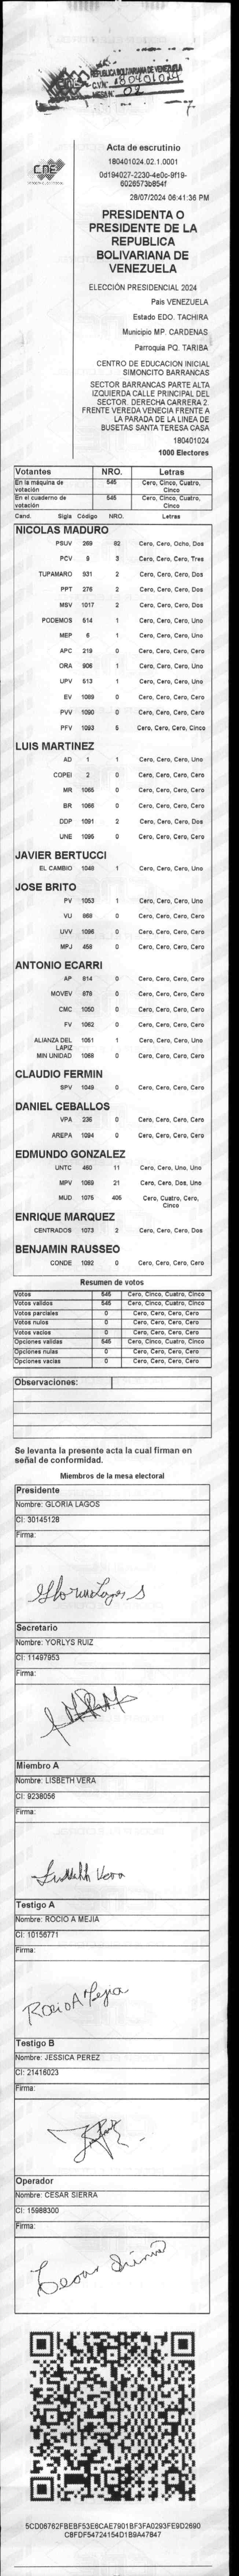 REPUBLICA BOLIVARIANA DE VENEZUELA
C.V.N° 180401024
MESA N° 02
CNE
Acta de escrutinio
180401024.02.1.0001
0d194027-2230-4e0c-9f19-
6026573b854f
28/07/2024 06:41:36 PM
PRESIDENTA O
PRESIDENTE DE LA
REPUBLICA
BOLIVARIANA DE
VENEZUELA
ELECCIÓN PRESIDENCIAL 2024
País VENEZUELA
Estado EDO. TACHIRA
Municipio MP. CARDENAS
Parroquia PQ. TARIBA
CENTRO DE EDUCACION INICIAL
SIMONCITO BARRANCAS
SECTOR BARRANCAS PARTE ALTA
IZQUIERDA CALLE PRINCIPAL DEL
SECTOR. DERECHA CARRERA 2.
FRENTE VEREDA VENECIA FRENTE A
LA PARADA DE LA LINEA DE
BUSETAS SANTA TERESA CASA
180401024
1000 Electores
Votantes NRO. Letras
En la máquina de votación 545 Cero, Cinco, Cuatro, Cinco
En el cuaderno de votación 545 Cero, Cinco, Cuatro, Cinco
Cand. Sigla Código NRO. Letras
NICOLAS MADURO
PSUV 269 82 Cero, Cero, Ocho, Dos
PCV 9 3 Cero, Cero, Cero, Tres
TUPAMARO 931 2 Cero, Cero, Cero, Dos
PPT 276 2 Cero, Cero, Cero, Dos
MSV 1017 2 Cero, Cero, Cero, Dos
PODEMOS 514 1 Cero, Cero, Cero, Uno
MEP 6 1 Cero, Cero, Cero, Uno
APC 219 0 Cero, Cero, Cero, Cero
ORA 906 1 Cero, Cero, Cero, Uno
UPV 513 1 Cero, Cero, Cero, Uno
EV 1089 0 Cero, Cero, Cero, Cero
PVV 1090 0 Cero, Cero, Cero, Cero
PFV 1093 5 Cero, Cero, Cero, Cinco
LUIS MARTINEZ
AD 1 1 Cero, Cero, Cero, Uno
COPEI 2 0 Cero, Cero, Cero, Cero
MR 1065 0 Cero, Cero, Cero, Cero
BR 1066 0 Cero, Cero, Cero, Cero
DDP 1091 2 Cero, Cero, Cero, Dos
UNE 1095 0 Cero, Cero, Cero, Cero
JAVIER BERTUCCI
EL CAMBIO 1048 1 Cero, Cero, Cero, Uno
JOSE BRITO
PV 1053 1 Cero, Cero, Cero, Uno
VU 868 0 Cero, Cero, Cero, Cero
UVV 1096 0 Cero, Cero, Cero, Cero
MPJ 458 0 Cero, Cero, Cero, Cero
ANTONIO ECARRI
AP 814 0 Cero, Cero, Cero, Cero
MOVEV 878 0 Cero, Cero, Cero, Cero
CMC 1050 0 Cero, Cero, Cero, Cero
FV 1062 0 Cero, Cero, Cero, Cero
ALIANZA DEL LAPIZ 1051 1 Cero, Cero, Cero, Uno
MIN UNIDAD 1068 0 Cero, Cero, Cero, Cero
CLAUDIO FERMIN
SPV 1049 0 Cero, Cero, Cero, Cero
DANIEL CEBALLOS
VPA 236 0 Cero, Cero, Cero, Cero
AREPA 1094 0 Cero, Cero, Cero, Cero
EDMUNDO GONZALEZ
UNTC 460 11 Cero, Cero, Uno, Uno
MPV 1069 21 Cero, Cero, Dos, Uno
MUD 1075 405 Cero, Cuatro, Cero, Cinco
ENRIQUE MARQUEZ
CENTRADOS 1073 2 Cero, Cero, Cero, Dos
BENJAMIN RAUSSEO
CONDE 1092 0 Cero, Cero, Cero, Cero
Resumen de votos
Votos 545 Cero, Cinco, Cuatro, Cinco
Votos validos 545 Cero, Cinco, Cuatro, Cinco
Votos parciales 0 Cero, Cero, Cero, Cero
Votos nulos 0 Cero, Cero, Cero, Cero
Votos vacios 0 Cero, Cero, Cero, Cero
Opciones validas 545 Cero, Cinco, Cuatro, Cinco
Opciones nulas 0 Cero, Cero, Cero, Cero
Opciones vacias 0 Cero, Cero, Cero, Cero
Observaciones:
Se levanta la presente acta la cual firman en
señal de conformidad.
Miembros de la mesa electoral
Presidente
Nombre: GLORIA LAGOS
CI: 30145128
Firma:
Secretario
Nombre: YORLYS RUIZ
CI: 11497953
Firma:
Miembro A
Nombre: LISBETH VERA
CI: 9238056
Firma:
Lisbeth Vera
Testigo A
Nombre: ROCIO A MEJIA
CI: 10156771
Firma:
Rocio A Mejia
Testigo B
Nombre: JESSICA PEREZ
CI: 21416023
Firma:
Operador
Nombre: CESAR SIERRA
CI: 15988300
Firma:
Cesar Sierra
5CD08762FBEBF53E6CAE7901BF3FA0293FE9D2690
C8FDF54724154D1B9A47847